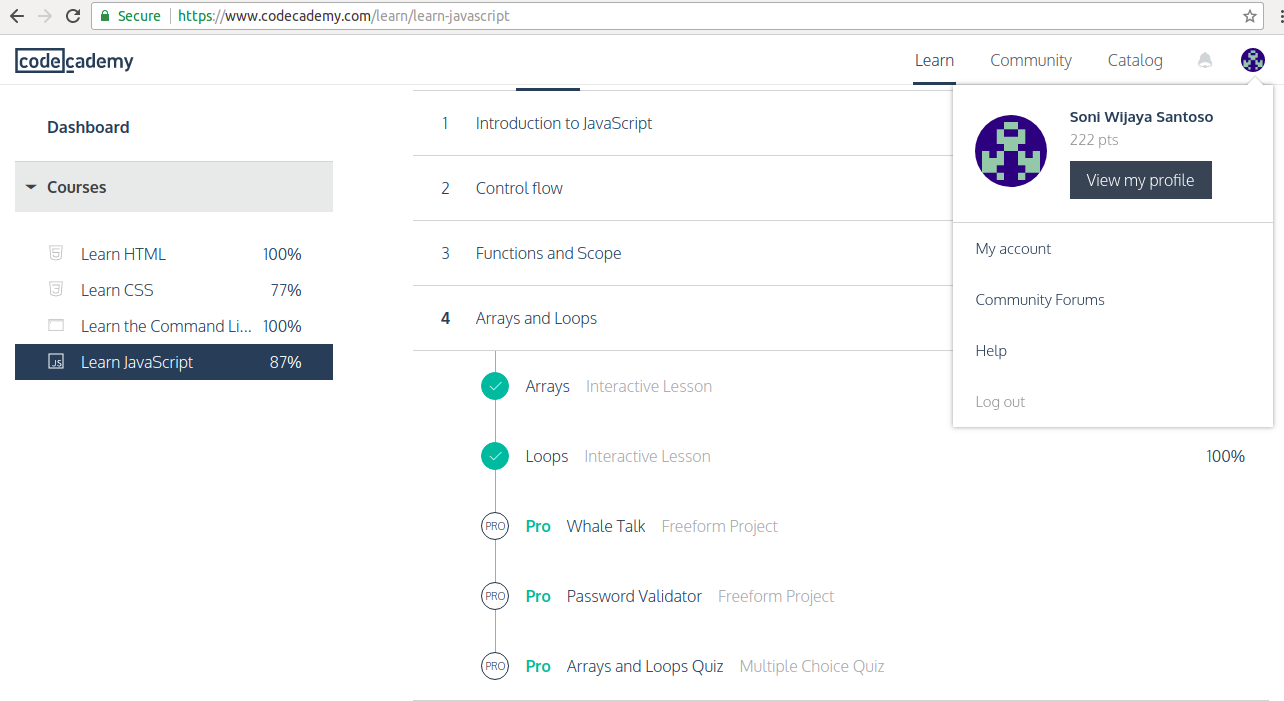 Secure https://www.codecademy.com/learn/learn-javascript
codecademy
Learn Community Catalog
Dashboard
Courses
Learn HTML 100%
Learn CSS 77%
Learn the Command Li... 100%
JS Learn JavaScript 87%
1 Introduction to JavaScript
2 Control flow
3 Functions and Scope
4 Arrays and Loops
Arrays Interactive Lesson
Loops Interactive Lesson 100%
PRO Pro Whale Talk Freeform Project
PRO Pro Password Validator Freeform Project
PRO Pro Arrays and Loops Quiz Multiple Choice Quiz
Soni Wijaya Santoso
222 pts
View my profile
My account
Community Forums
Help
Log out